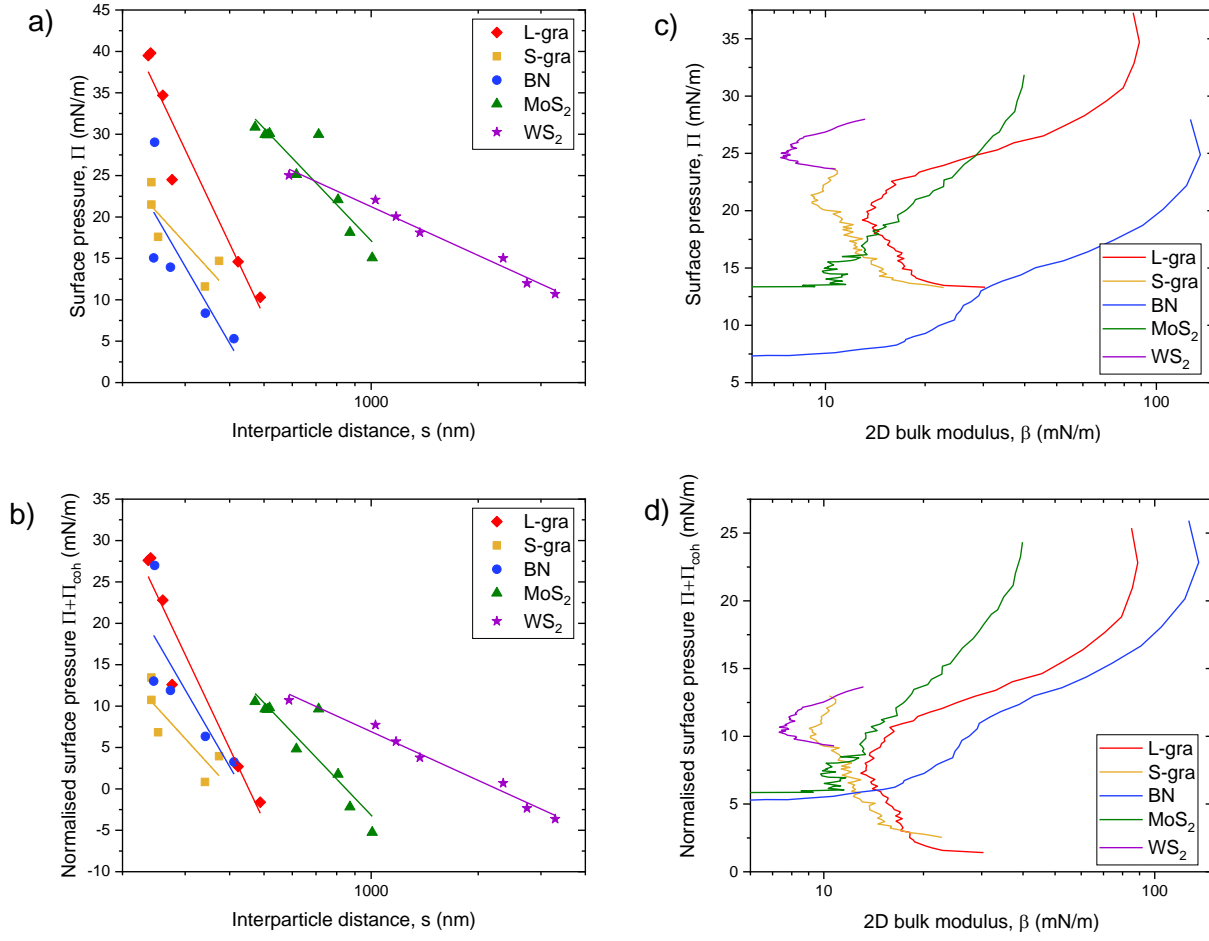 a)
45
40
35
30
25
20
15
10
5
0
Surface pressure, Π (mN/m)
L-gra
S-gra
BN
MoS2
WS2
1000
Interparticle distance, s (nm)
c)
35
30
25
20
15
10
5
Surface pressure, Π (mN/m)
L-gra
S-gra
BN
MoS2
WS2
10 100
2D bulk modulus, β (mN/m)
b)
35
30
25
20
15
10
5
0
-5
-10
Normalised surface pressure Π+Πcoh (mN/m)
L-gra
S-gra
BN
MoS2
WS2
1000
Interparticle distance, s (nm)
d)
25
20
15
10
5
0
Normalised surface pressure Π+Πcoh (mN/m)
L-gra
S-gra
BN
MoS2
WS2
10 100
2D bulk modulus, β (mN/m)